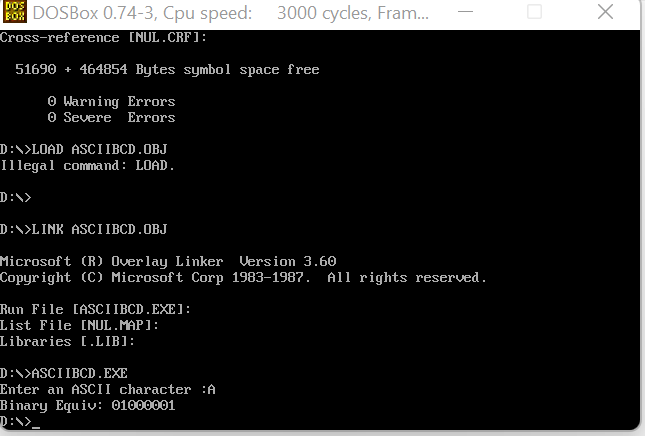 DOSBox 0.74-3, Cpu speed:    3000 cycles, Fram...
Cross-reference [NUL.CRF]:
51690 + 464854 Bytes symbol space free
0 Warning Errors
0 Severe  Errors
D:\>LOAD ASCIIBCD.OBJ
Illegal command: LOAD.
D:\>
D:\>LINK ASCIIBCD.OBJ
Microsoft (R) Overlay Linker  Version 3.60
Copyright (C) Microsoft Corp 1983-1987.  All rights reserved.
Run File [ASCIIBCD.EXE]:
List File [NUL.MAP]:
Libraries [.LIB]:
D:\>ASCIIBCD.EXE
Enter an ASCII character :A
Binary Equiv: 01000001
D:\>_